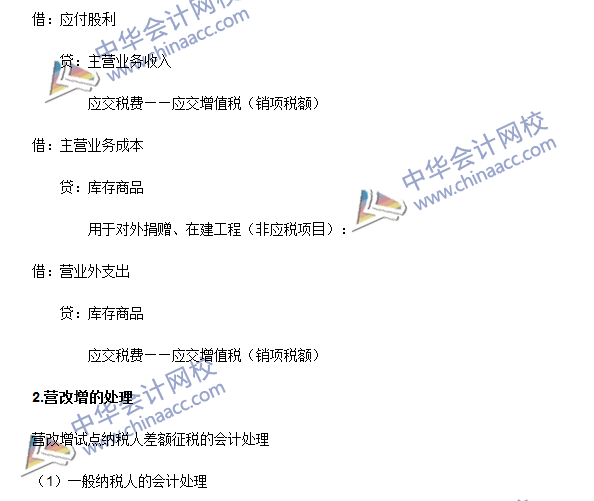 借：应付股利
中华会计网校
www.chinaacc.com
贷：主营业务收入
应交税费——应交增值税（销项税额）
借：主营业务成本
中华会计网校
www.chinaacc.com
贷：库存商品
用于对外捐赠、在建工程（非应税项目）：
借：营业外支出
贷：库存商品
应交税费——应交增值税（销项税额）
2.营改增的处理
中华会计网校
www.chinaacc.com
营改增试点纳税人差额征税的会计处理
（1）一般纳税人的会计处理